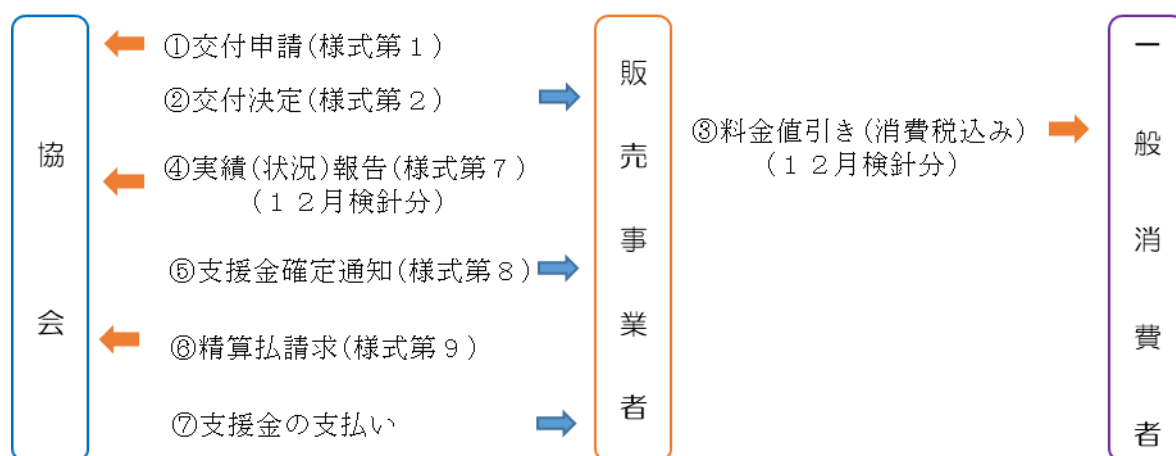 協会
①交付申請(様式第１)
②交付決定(様式第２)
④実績(状況)報告(様式第７)
(１２月検針分)
⑤支援金確定通知(様式第８)
⑥精算払請求(様式第９)
⑦支援金の支払い
販売事業者
③料金値引き(消費税込み)
(１２月検針分)
一般消費者